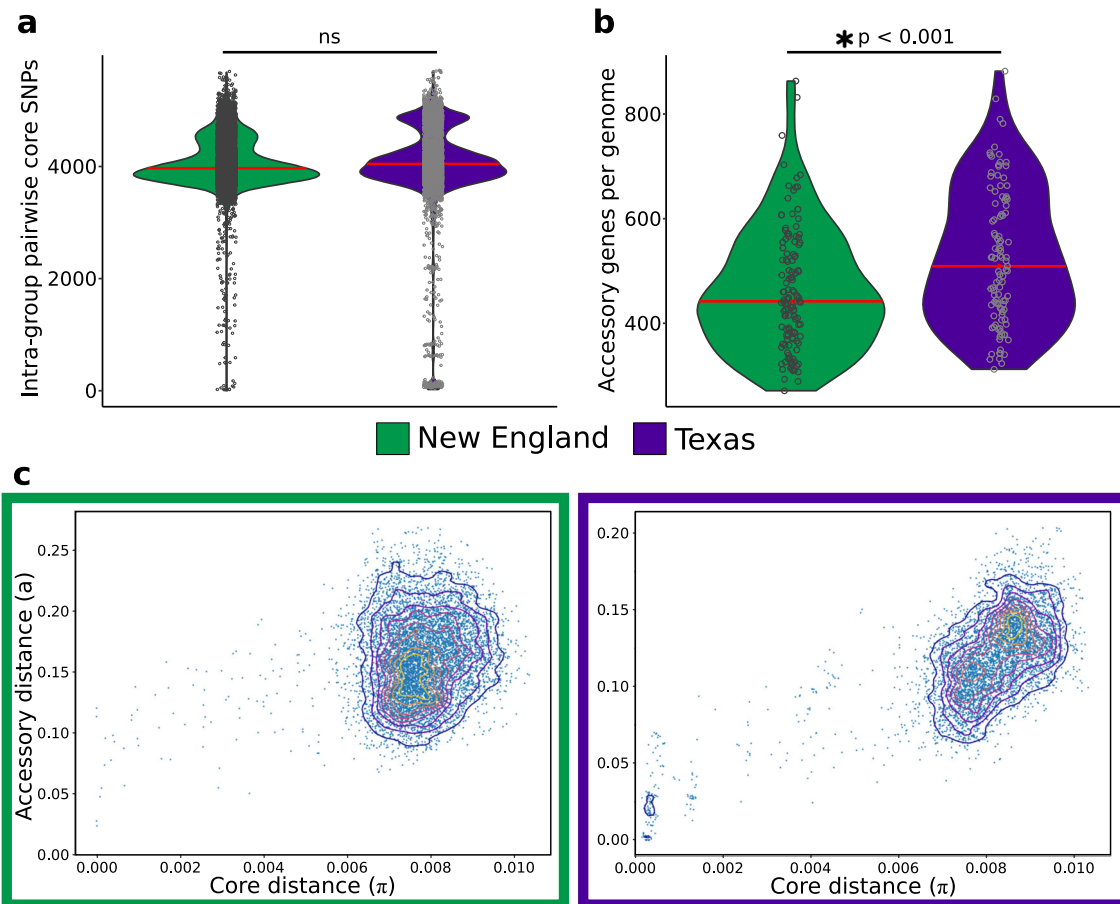 a
ns
Intra-group pairwise core SNPs
4000
2000
0
b
* p < 0.001
Accessory genes per genome
800
600
400
New England
Texas
c
Accessory distance (a)
0.25
0.20
0.15
0.10
0.05
0.00
0.000 0.002 0.004 0.006 0.008 0.010
Core distance (π)
0.20
0.15
0.10
0.05
0.00
0.000 0.002 0.004 0.006 0.008 0.010
Core distance (π)